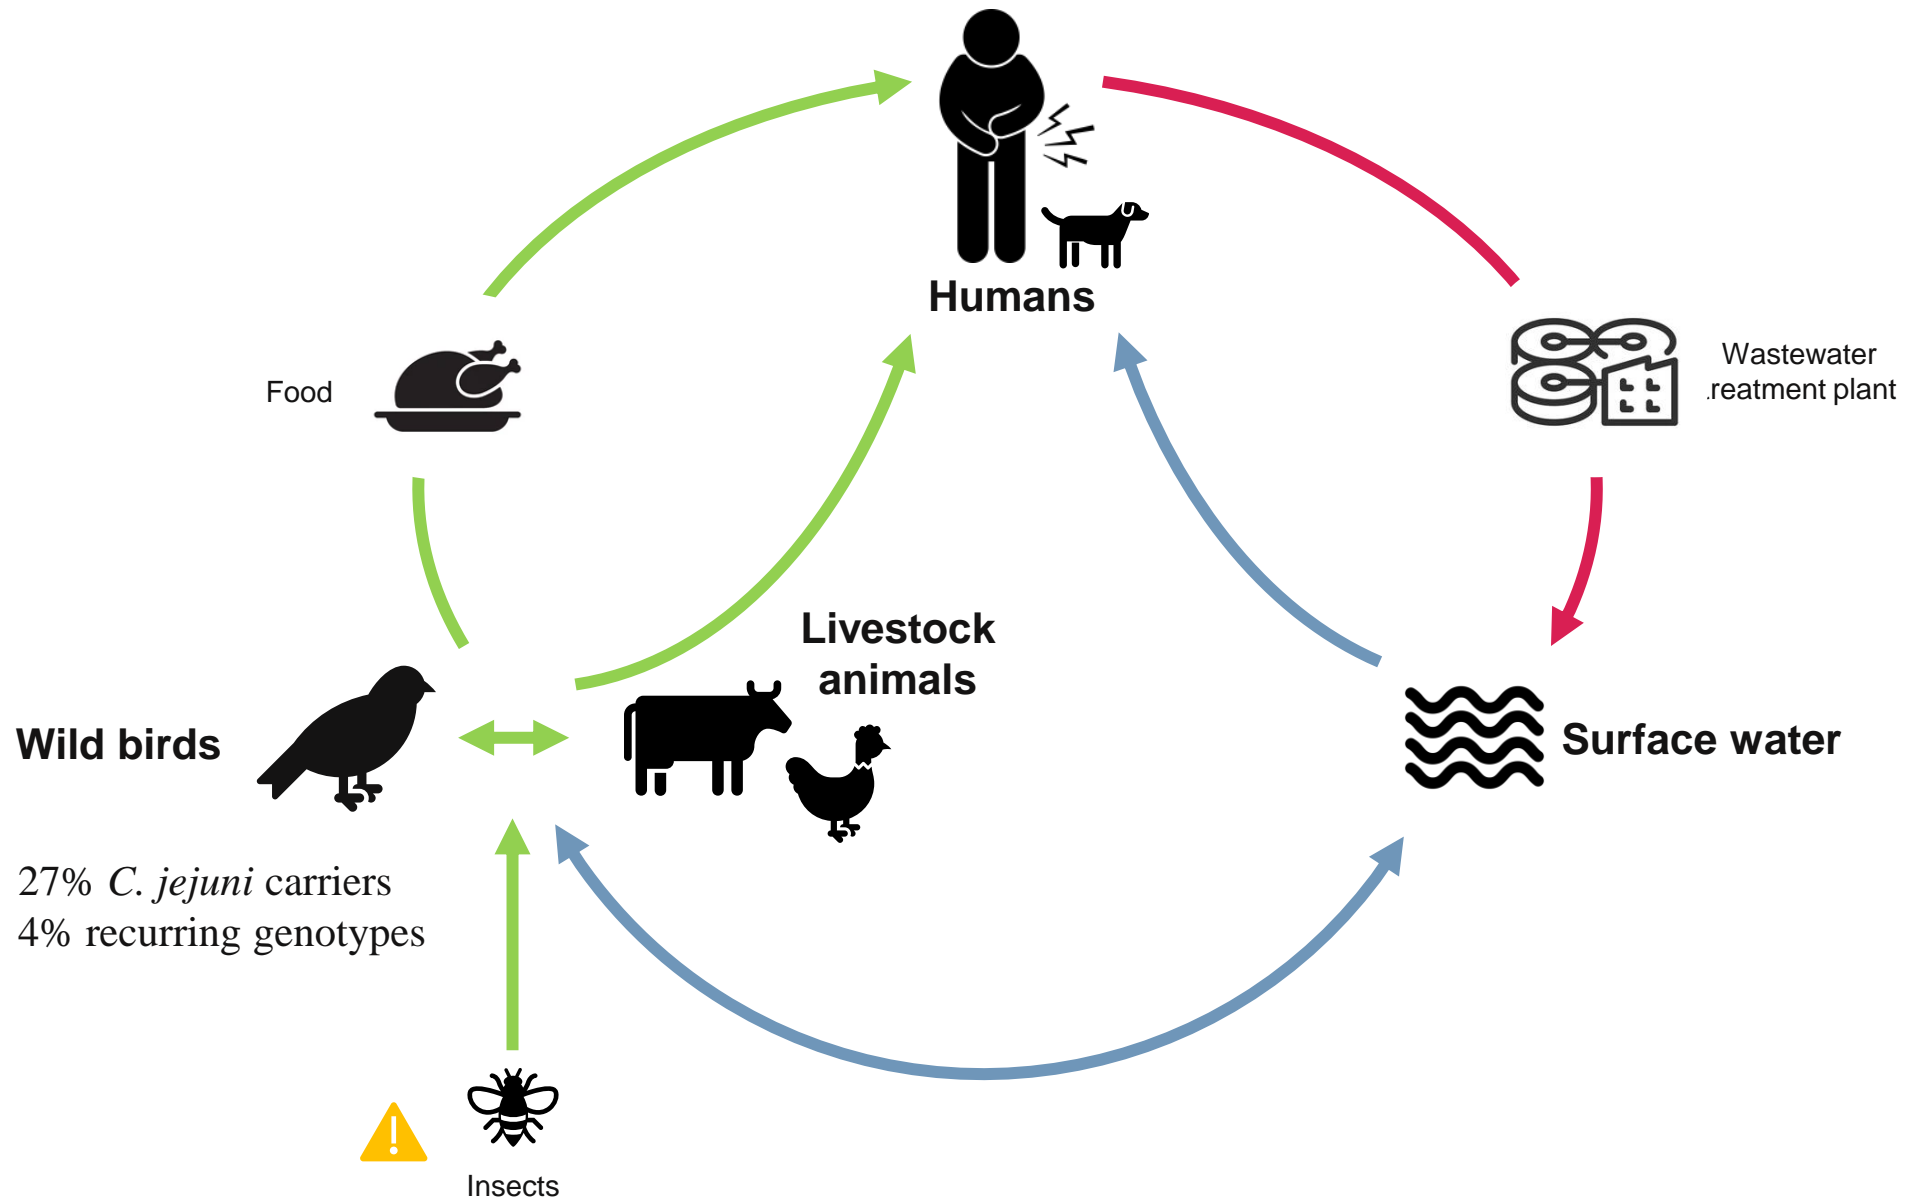 Humans
Food
Wastewater
.reatment plant
Livestock
animals
Wild birds
Surface water
27% C. jejuni carriers
4% recurring genotypes
Insects